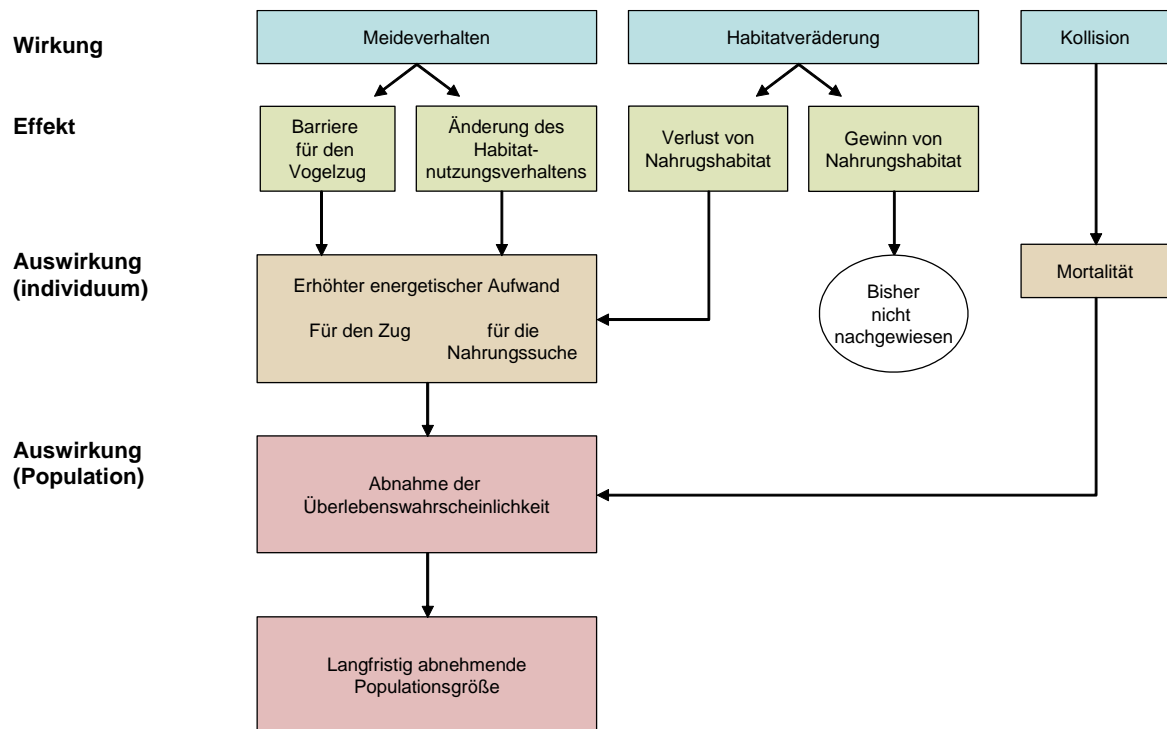 Wirkung
Meideverhalten
Habitatveräderung
Kollision
Effekt
Barriere
für den
Vogelzug
Änderung des
Habitat-
nutzungsverhaltens
Verlust von
Nahrugshabitat
Gewinn von
Nahrungshabitat
Auswirkung
(individuum)
Erhöhter energetischer Aufwand
Für den Zug
für die
Nahrungssuche
Bisher
nicht
nachgewiesen
Mortalität
Auswirkung
(Population)
Abnahme der
Überlebenswahrscheinlichkeit
Langfristig abnehmende
Populationsgröße